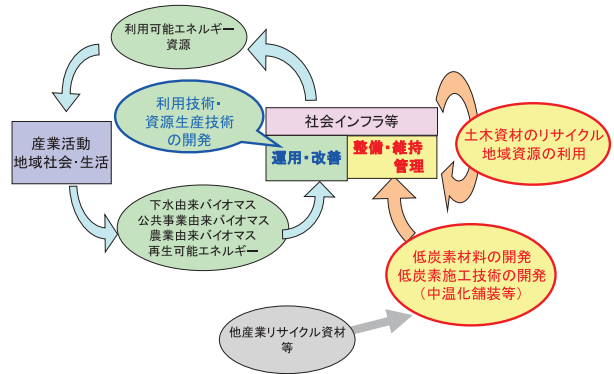 利用可能エネルギー
資源
利用技術・
資源生産技術
の開発
社会インフラ等
運用・改善
整備・維持
管理
土木資材のリサイクル
地域資源の利用
産業活動
地域社会・生活
下水由来バイオマス
公共事業由来バイオマス
農業由来バイオマス
再生可能エネルギー
低炭素材料の開発
低炭素施工技術の開発
（中温化舗装等）
他産業リサイクル資材
等